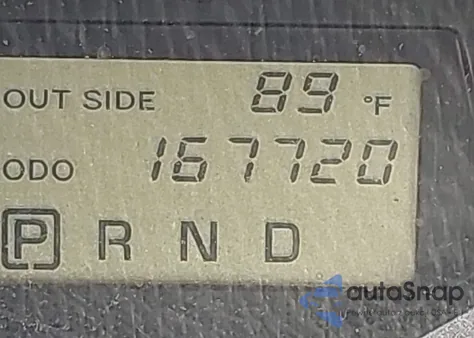 OUT SIDE 89 °F
ODO 167720
P R N D
autoSnap